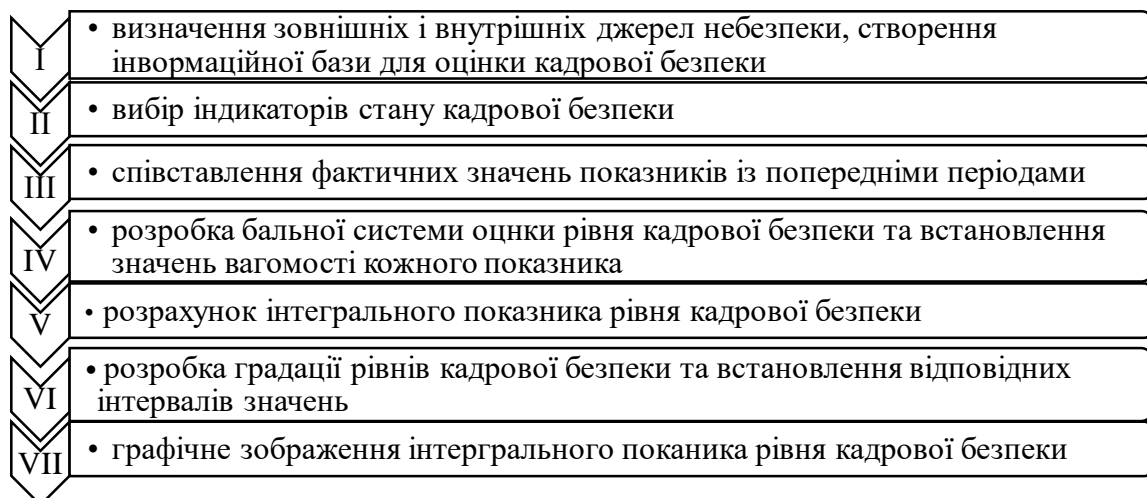 I
• визначення зовнішніх і внутрішніх джерел небезпеки, створення
інвормаційної бази для оцінки кадрової безпеки
II
• вибір індикаторів стану кадрової безпеки
III
• співставлення фактичних значень показників із попередніми періодами
IV
• розробка бальної системи оцнки рівня кадрової безпеки та встановлення
значень вагомості кожного показника
V
• розрахунок інтегрального показника рівня кадрової безпеки
VI
• розробка градації рівнів кадрової безпеки та встановлення відповідних
інтервалів значень
VII
• графічне зображення інтергрального поканика рівня кадрової безпеки